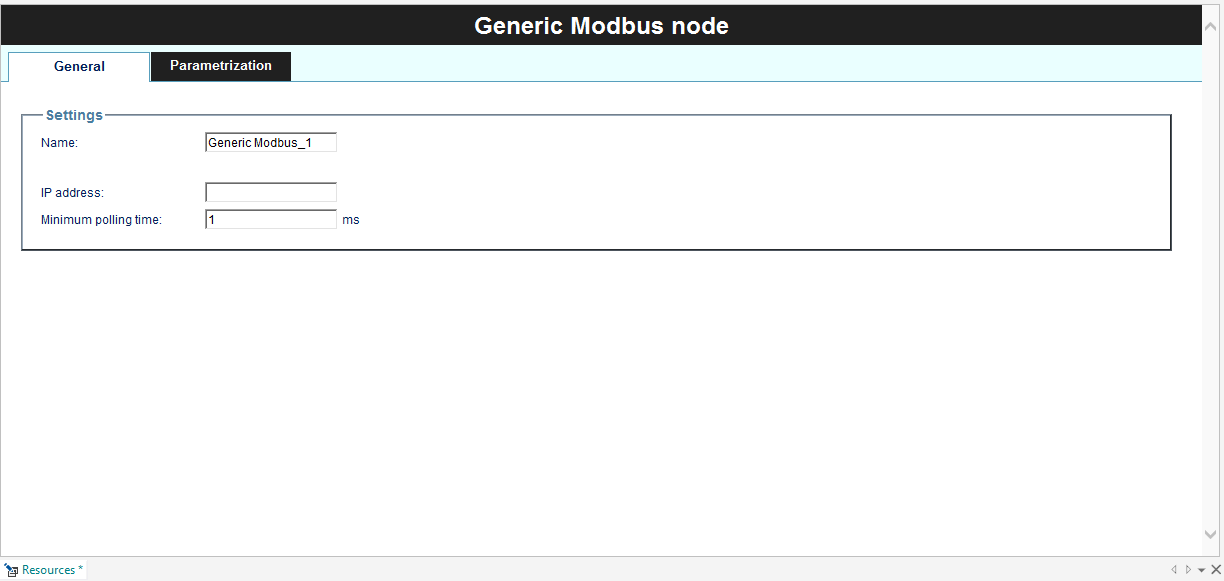 Generic Modbus node
General
Parametrization
Settings
Name:
Generic Modbus_1
IP address:
Minimum polling time:
1
ms
Resources *